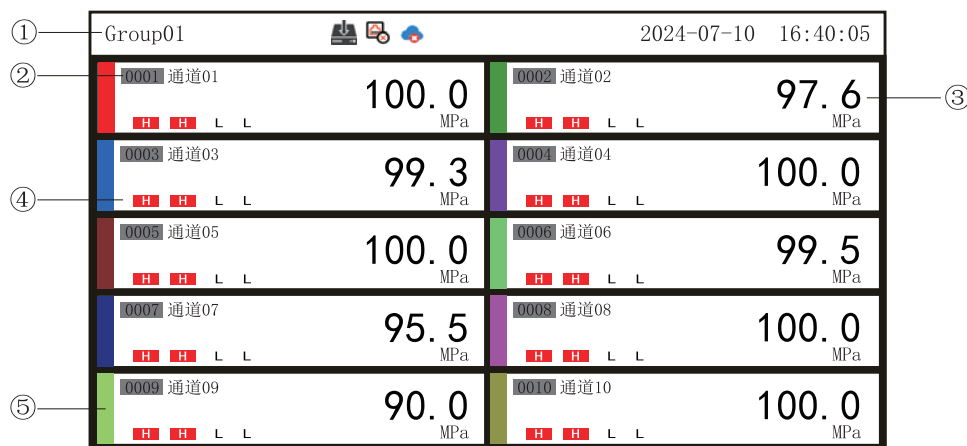 ① Group01 2024-07-10 16:40:05
② 0001 通道01 100.0 MPa
H H L L
0002 通道02 97.6 MPa ③
H H L L
0003 通道03 99.3 MPa
④ H H L L
0004 通道04 100.0 MPa
H H L L
0005 通道05 100.0 MPa
H H L L
0006 通道06 99.5 MPa
H H L L
0007 通道07 95.5 MPa
H H L L
0008 通道08 100.0 MPa
H H L L
⑤ 0009 通道09 90.0 MPa
H H L L
0010 通道10 100.0 MPa
H H L L